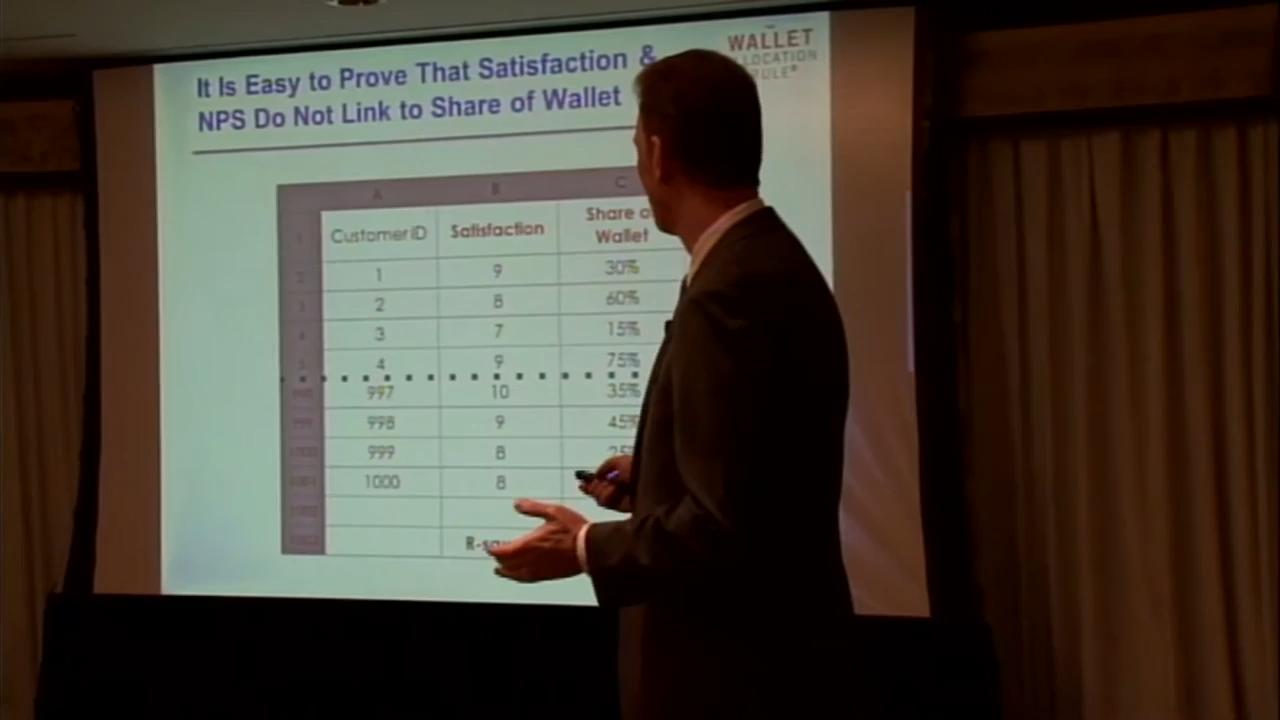 It Is Easy to Prove That Satisfaction &
NPS Do Not Link to Share of Wallet
WALLET
A B C
Customer ID Satisfaction Share
Wallet
1 9 30%
2 8 60%
3 7 15%
4 9 75%
997 10 35%
998 9 45%
999 8
1000 8